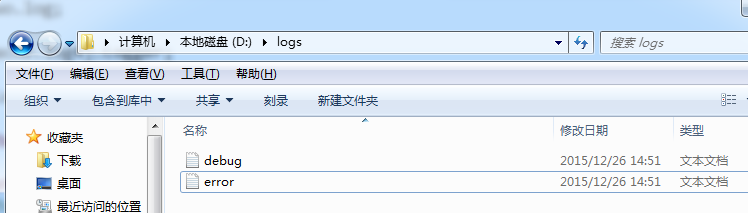 计算机 ▸ 本地磁盘 (D:) ▸ logs
搜索 logs
文件(F) 编辑(E) 查看(V) 工具(T) 帮助(H)
组织 包含到库中 共享 刻录 新建文件夹
名称 修改日期 类型
收藏夹
下载
debug 2015/12/26 14:51 文本文档
桌面
error 2015/12/26 14:51 文本文档
最近访问的位置